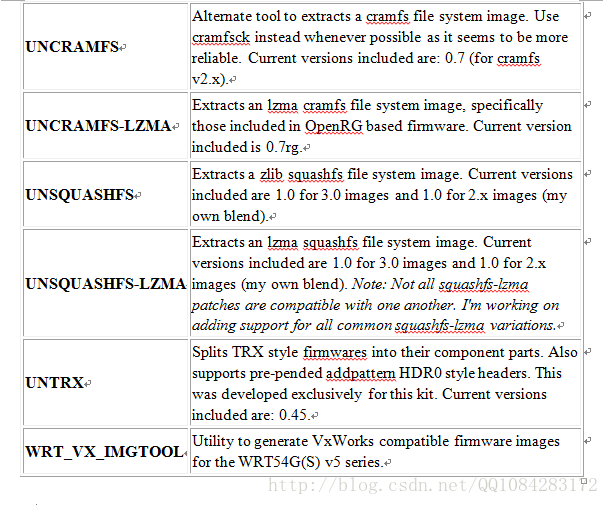 Alternate tool to extracts a cramfs file system image. Use
cramfsck instead whenever possible as it seems to be more
UNCRAMFS
reliable. Current versions included are: 0.7 (for cramfs
v2.x).
Extracts an lzma cramfs file system image, specifically
UNCRAMFS-LZMA
those included in OpenRG based firmware. Current version
included is 0.7rg.
Extracts a zlib squashfs file system image. Current versions
UNSQUASHFS
included are 1.0 for 3.0 images and 1.0 for 2.x images (my
own blend).
Extracts an lzma squashfs file system image. Current
versions included are 1.0 for 3.0 images and 1.0 for 2.x
UNSQUASHFS-LZMA
images (my own blend). Note: Not all squashfs-lzma
patches are compatible with one another. I'm working on
adding support for all common squashfs-lzma variations.
Splits TRX style firmwares into their component parts. Also
supports pre-pended addpattern HDR0 style headers. This
UNTRX
was developed exclusively for this kit. Current versions
included are: 0.45.
WRT_VX_IMGTOOL
Utility to generate VxWorks compatible firmware images
for the WRT54G(S) v5 series.
http://blog.csdn.net/QQ1084283172